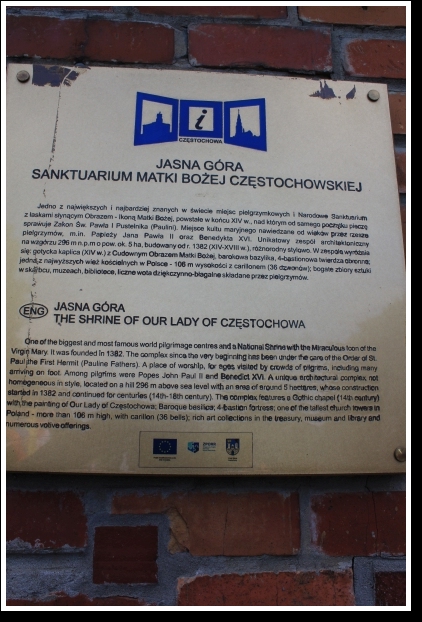 i
CZĘSTOCHOWA
JASNA GÓRA
SANKTUARIUM MATKI BOŻEJ CZĘSTOCHOWSKIEJ
Jedno z największych i najbardziej znanych w świecie miejsc pielgrzymkowych i Narodowe Sanktuarium
z łaskami słynącym Obrazem - Ikoną Matki Bożej, powstałe w końcu XIV w., nad którym od samego początku pieczę
sprawuje Zakon Św. Pawła I Pustelnika (Paulini). Miejsce kultu maryjnego nawiedzane od wieków przez rzesze
pielgrzymów, m.in. Papieży Jana Pawła II oraz Benedykta XVI. Unikatowy zespół architektoniczny
na wzgórzu 296 m n.p.m o pow. ok. 5 ha, budowany od r. 1382 (XIV-XVIII w.), różnorodny stylowo. W zespole wyróżnia
się: gotycka kaplica (XIV w.) z Cudownym Obrazem Matki Bożej, barokowa bazylika, 4-bastionowa twierdza obronna;
jedna z najwyższych wież kościelnych w Polsce - 106 m wysokości z carillonem (36 dzwonów); bogate zbiory sztuki
w skarbcu, muzeach, bibliotece, liczne wota dziękczynno-błagalne składane przez pielgrzymów.
ENG JASNA GÓRA
THE SHRINE OF OUR LADY OF CZĘSTOCHOWA
One of the biggest and most famous world pilgrimage centres and a National Shrine with the Miraculous Icon of the
Virgin Mary. It was founded in 1382. The complex since the very beginning has been under the care of the Order of St.
Paul the First Hermit (Pauline Fathers). A place of worship, for ages visited by crowds of pilgrims, including many
arriving on foot. Among pilgrims were Popes John Paul II and Benedict XVI. A unique architectural complex, not
homogeneous in style, located on a hill 296 m above sea level with an area of around 5 hectares, whose construction
started in 1382 and continued for centuries (14th-18th century). The complex features a Gothic chapel (14th century)
with the painting of Our Lady of Częstochowa; Baroque basilica; 4-bastion fortress; one of the tallest church towers in
Poland - more than 106 m high, with carillon (36 bells); rich art collections in the treasury, museum and library and
numerous votive offerings.